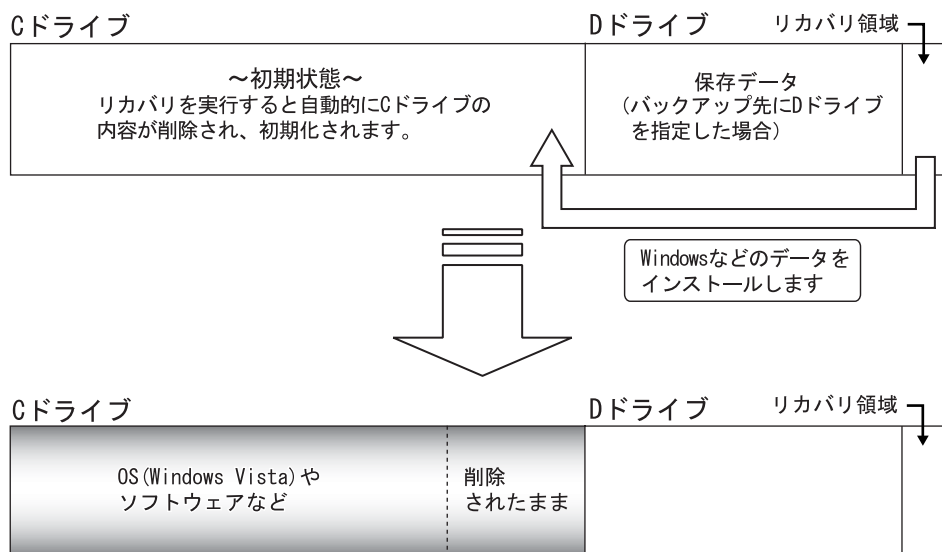 Cドライブ
Dドライブ
リカバリ領域
～初期状態～
リカバリを実行すると自動的にCドライブの
内容が削除され、初期化されます。
保存データ
(バックアップ先にDドライブ
を指定した場合)
Windowsなどのデータを
インストールします
Cドライブ
Dドライブ
リカバリ領域
OS(Windows Vista)や
ソフトウェアなど
削除
されたまま